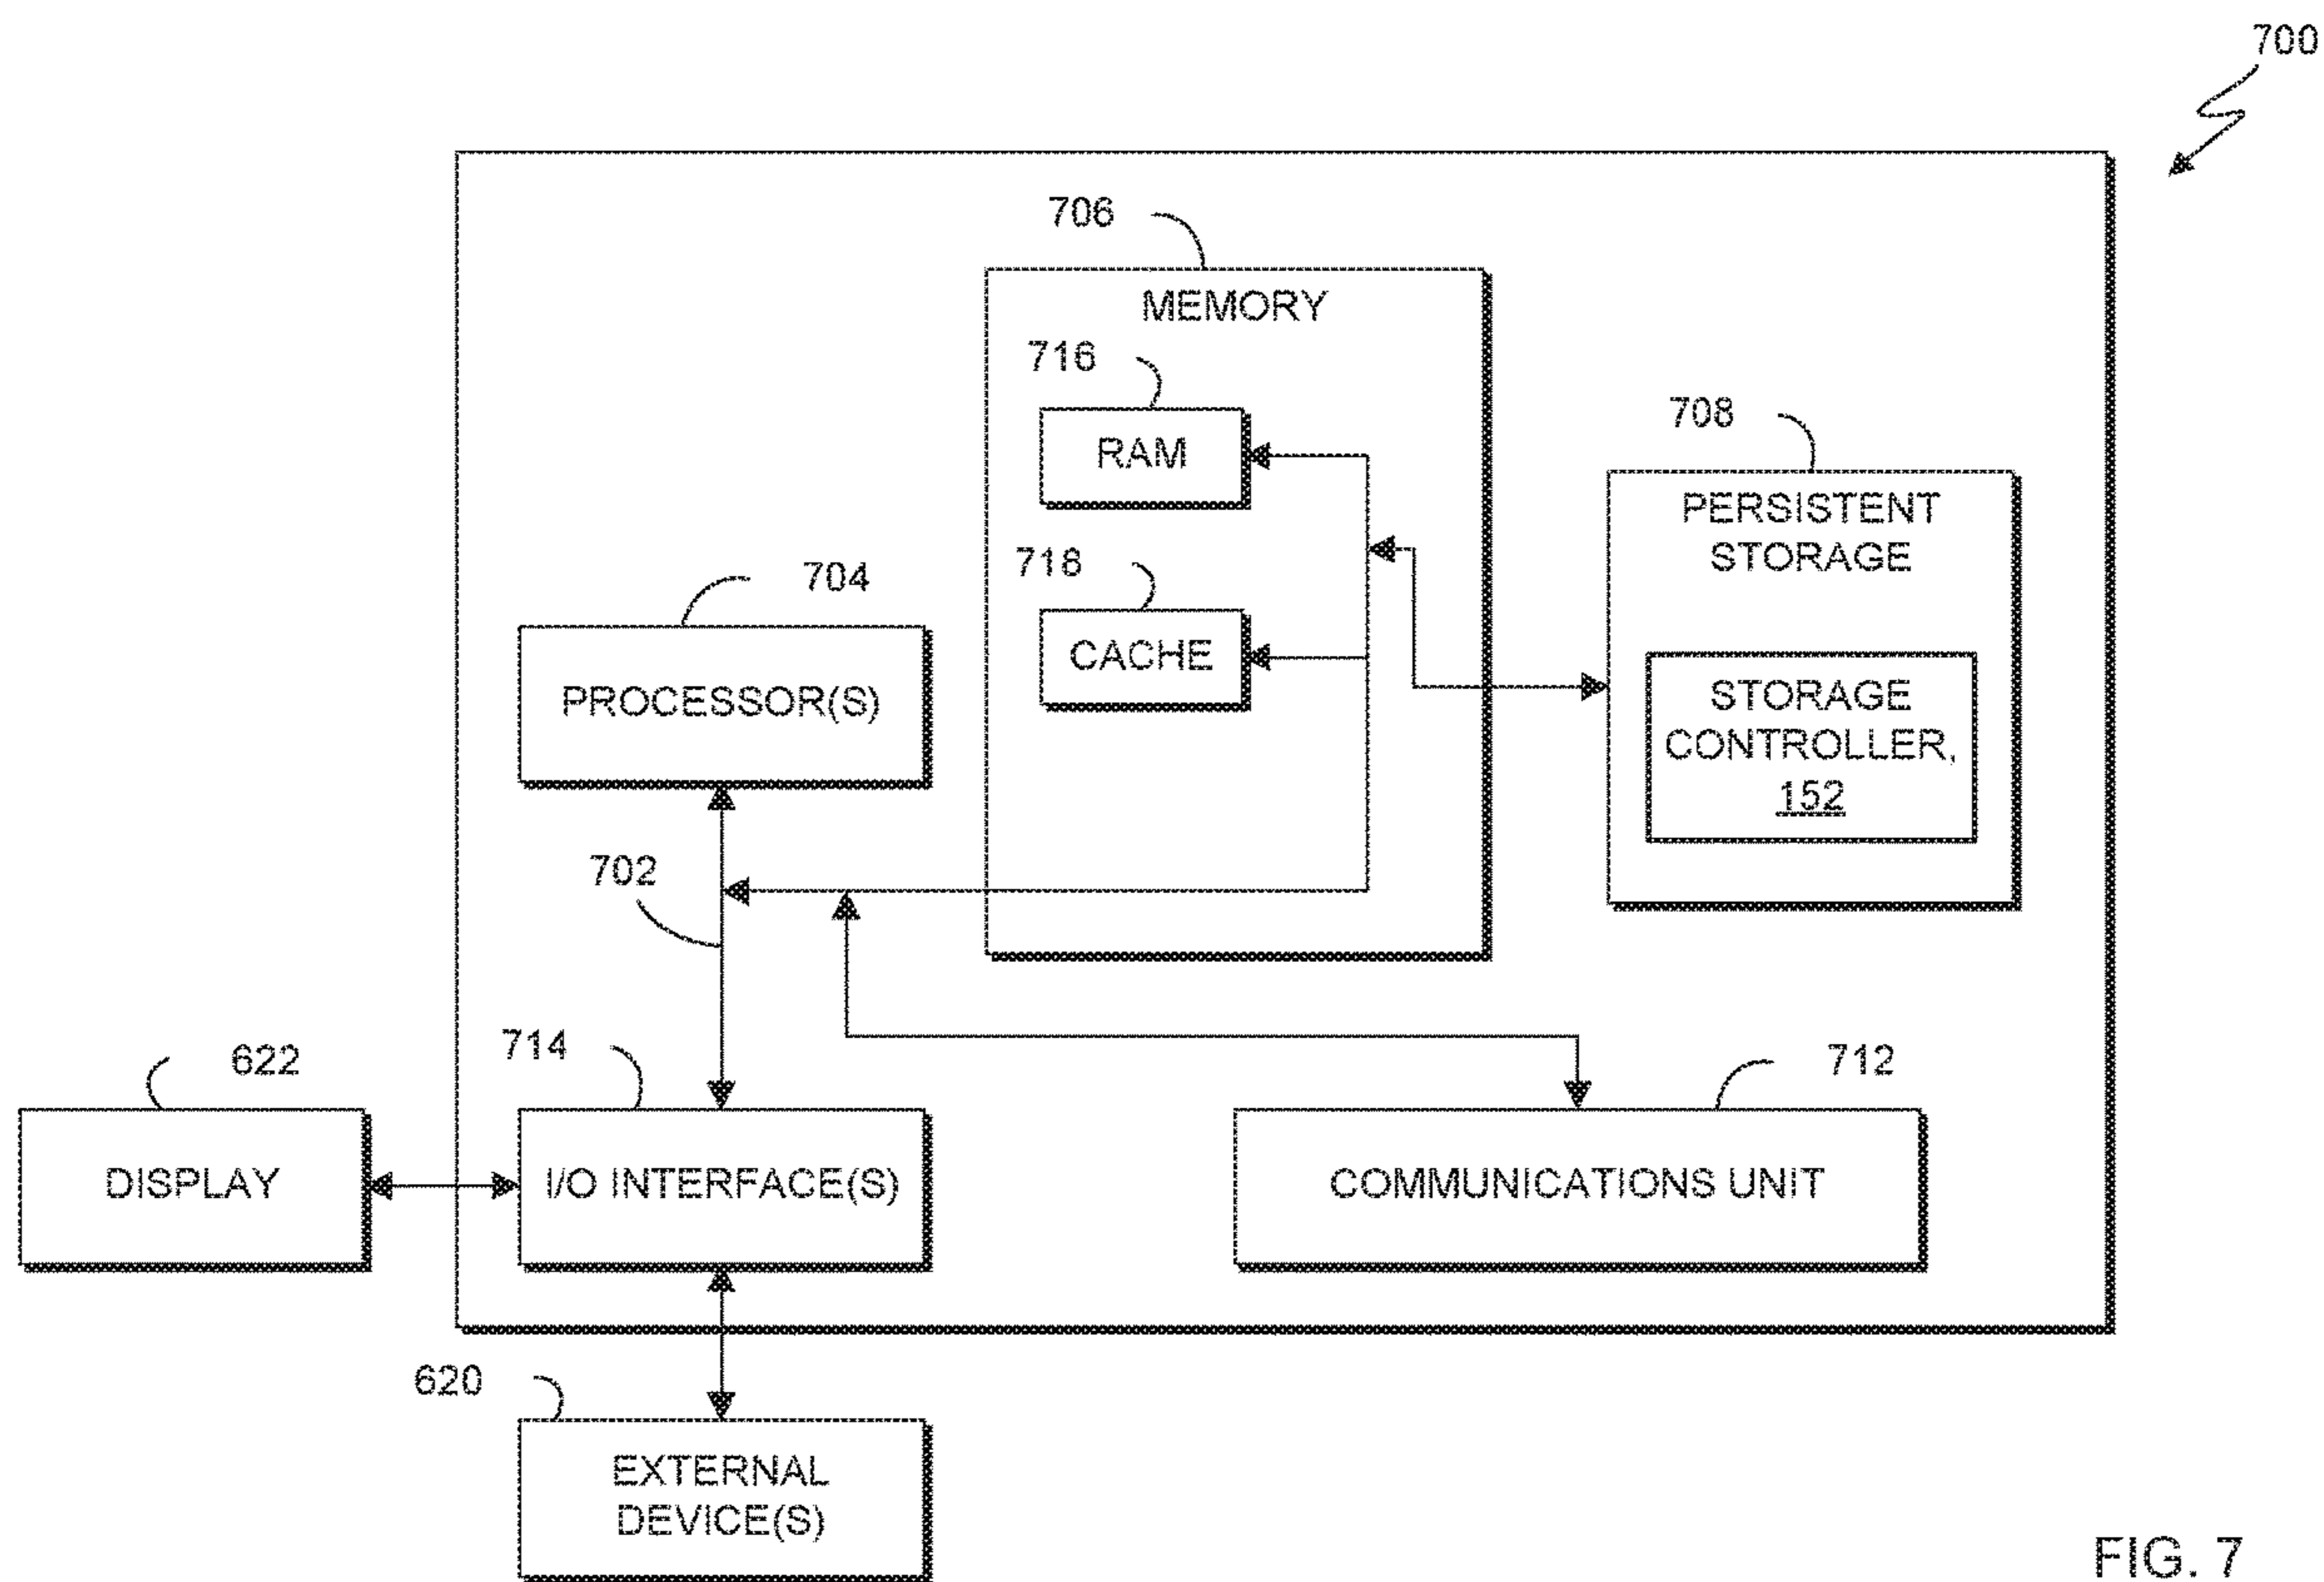 700
706
MEMORY
716
RAM
708
PERSISTENT
STORAGE
718
CACHE
704
PROCESSOR(S)
STORAGE
CONTROLLER,
152
702
714
622
712
DISPLAY
I/O INTERFACE(S)
COMMUNICATIONS UNIT
620
EXTERNAL
DEVICE(S)
FIG. 7